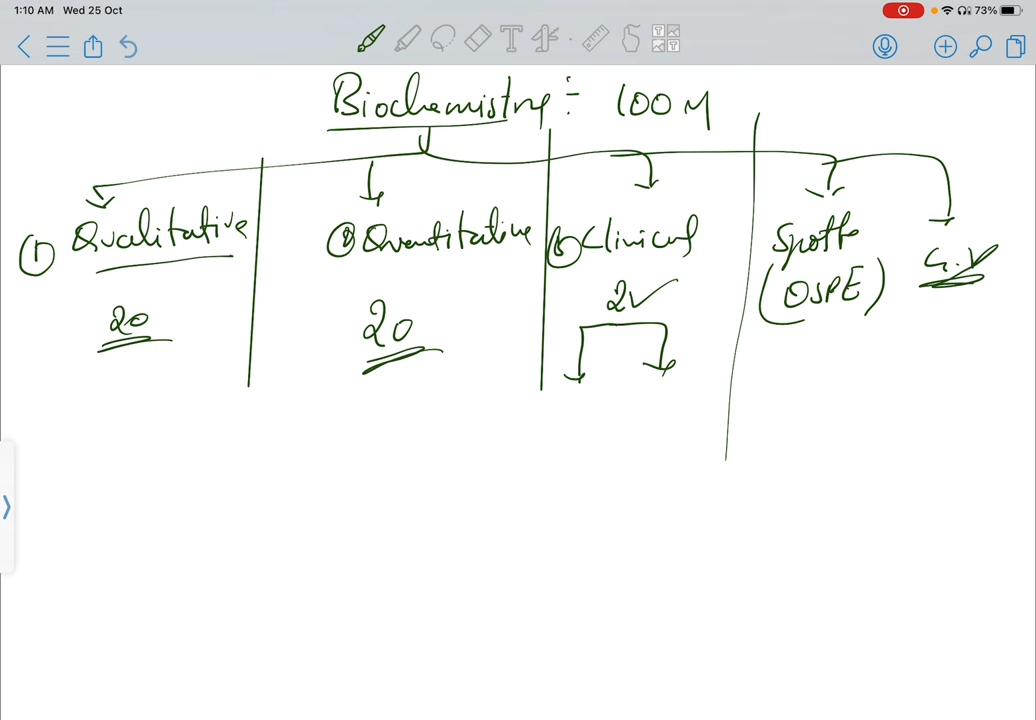 1:10 AM Wed 25 Oct
73%
Biochemistry :- 100 M
① Qualitative
20
② Quantitative
20
③ Clinical
2✓
Spotts
(OSPE)
G.V